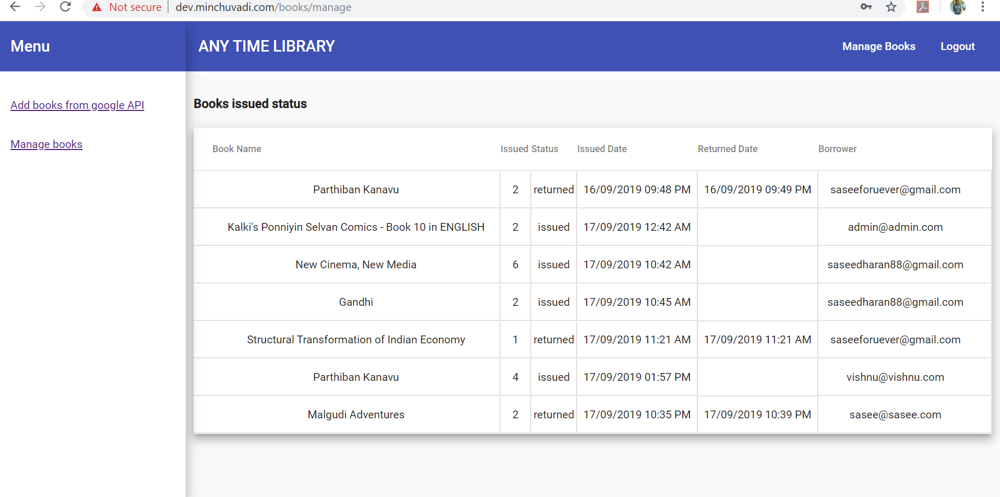 Not secure | dev.minchuvadi.com/books/manage
Menu
ANY TIME LIBRARY
Manage Books Logout
Add books from google API
Manage books
Books issued status
Book Name Issued Status Issued Date Returned Date Borrower
Parthiban Kanavu 2 returned 16/09/2019 09:48 PM 16/09/2019 09:49 PM saseeforuever@gmail.com
Kalki's Ponniyin Selvan Comics - Book 10 in ENGLISH 2 issued 17/09/2019 12:42 AM admin@admin.com
New Cinema, New Media 6 issued 17/09/2019 10:42 AM saseedharan88@gmail.com
Gandhi 2 issued 17/09/2019 10:45 AM saseedharan88@gmail.com
Structural Transformation of Indian Economy 1 returned 17/09/2019 11:21 AM 17/09/2019 11:21 AM saseeforuever@gmail.com
Parthiban Kanavu 4 issued 17/09/2019 01:57 PM vishnu@vishnu.com
Malgudi Adventures 2 returned 17/09/2019 10:35 PM 17/09/2019 10:39 PM sasee@sasee.com